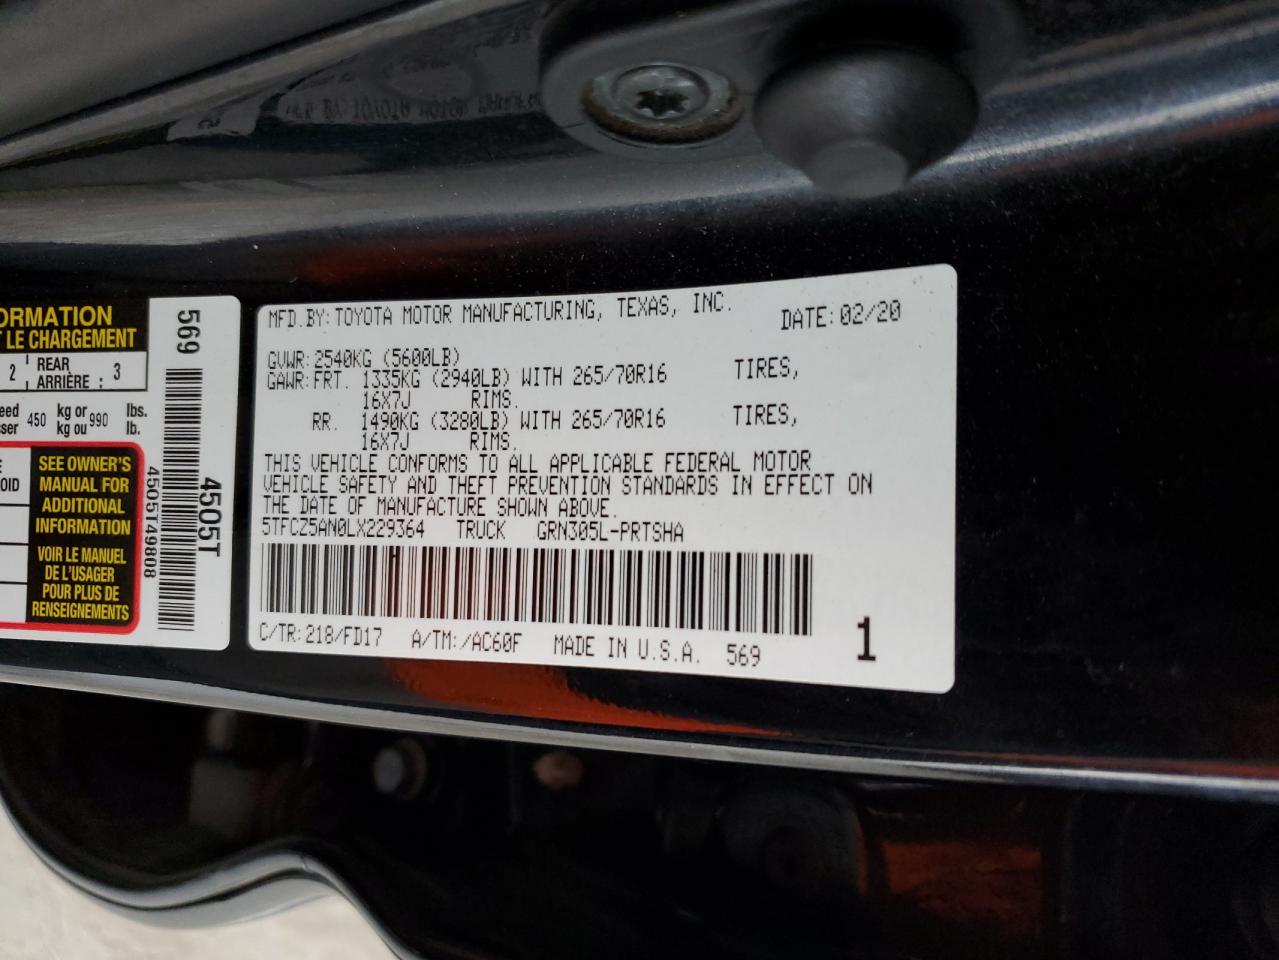 ORMATION
T LE CHARGEMENT
2 REAR
ARRIÈRE : 3
450 kg or 990 lbs.
kg ou lb.
SEE OWNER'S
MANUAL FOR
ADDITIONAL
INFORMATION
VOIR LE MANUEL
DE L'USAGER
POUR PLUS DE
RENSEIGNEMENTS
569
4505T
4505T49808
MFD.BY:TOYOTA MOTOR MANUFACTURING, TEXAS, INC.
DATE:02/20
GVWR:2540KG (5600LB)
GAWR:FRT. 1335KG (2940LB) WITH 265/70R16 TIRES,
16X7J RIMS.
RR. 1490KG (3280LB) WITH 265/70R16 TIRES,
16X7J RIMS.
THIS VEHICLE CONFORMS TO ALL APPLICABLE FEDERAL MOTOR
VEHICLE SAFETY AND THEFT PREVENTION STANDARDS IN EFFECT ON
THE DATE OF MANUFACTURE SHOWN ABOVE.
5TFCZ5AN0LX229364 TRUCK GRN305L-PRTSHA
C/TR:218/FD17 A/TM:/AC60F MADE IN U.S.A. 569
1